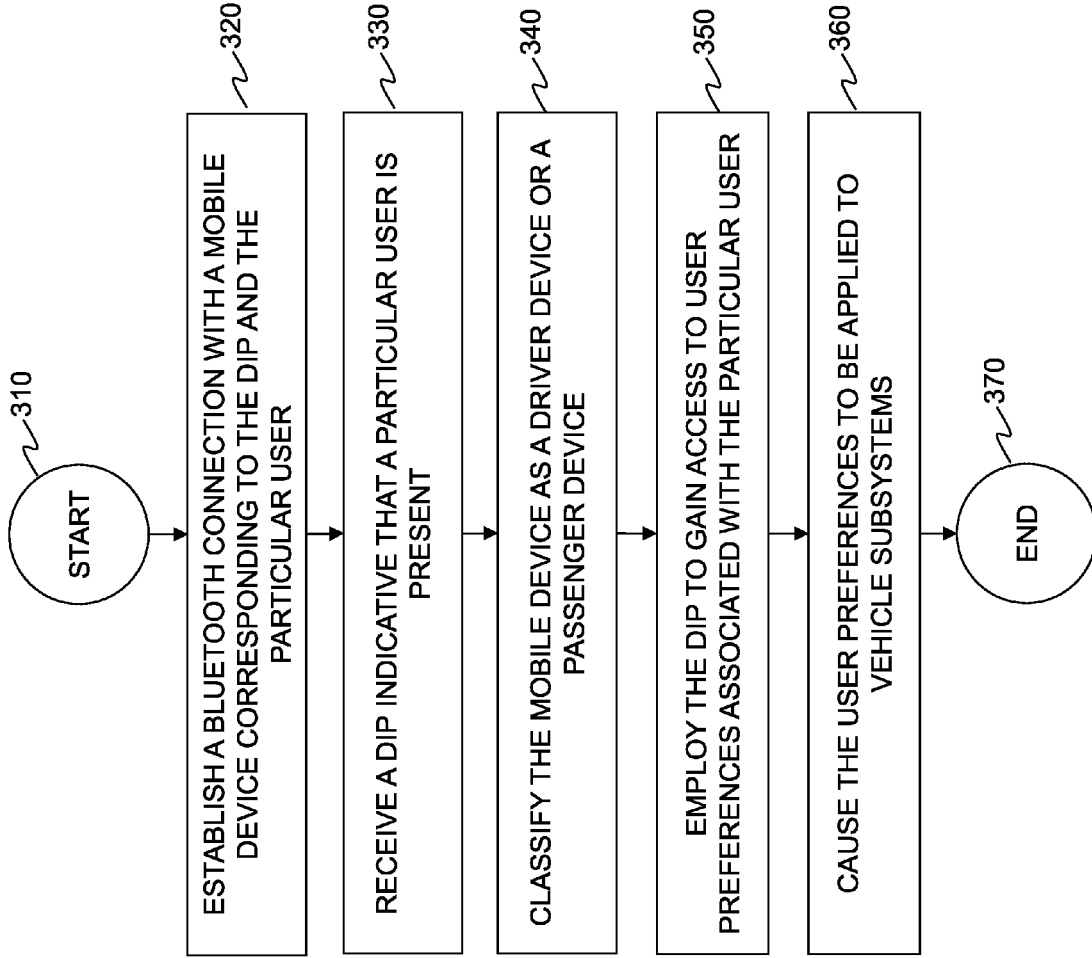 310
START
320
ESTABLISH A BLUETOOTH CONNECTION WITH A MOBILE
DEVICE CORRESPONDING TO THE DIP AND THE
PARTICULAR USER
330
RECEIVE A DIP INDICATIVE THAT A PARTICULAR USER IS
PRESENT
340
CLASSIFY THE MOBILE DEVICE AS A DRIVER DEVICE OR A
PASSENGER DEVICE
350
EMPLOY THE DIP TO GAIN ACCESS TO USER
PREFERENCES ASSOCIATED WITH THE PARTICULAR USER
360
CAUSE THE USER PREFERENCES TO BE APPLIED TO
VEHICLE SUBSYSTEMS
370
END